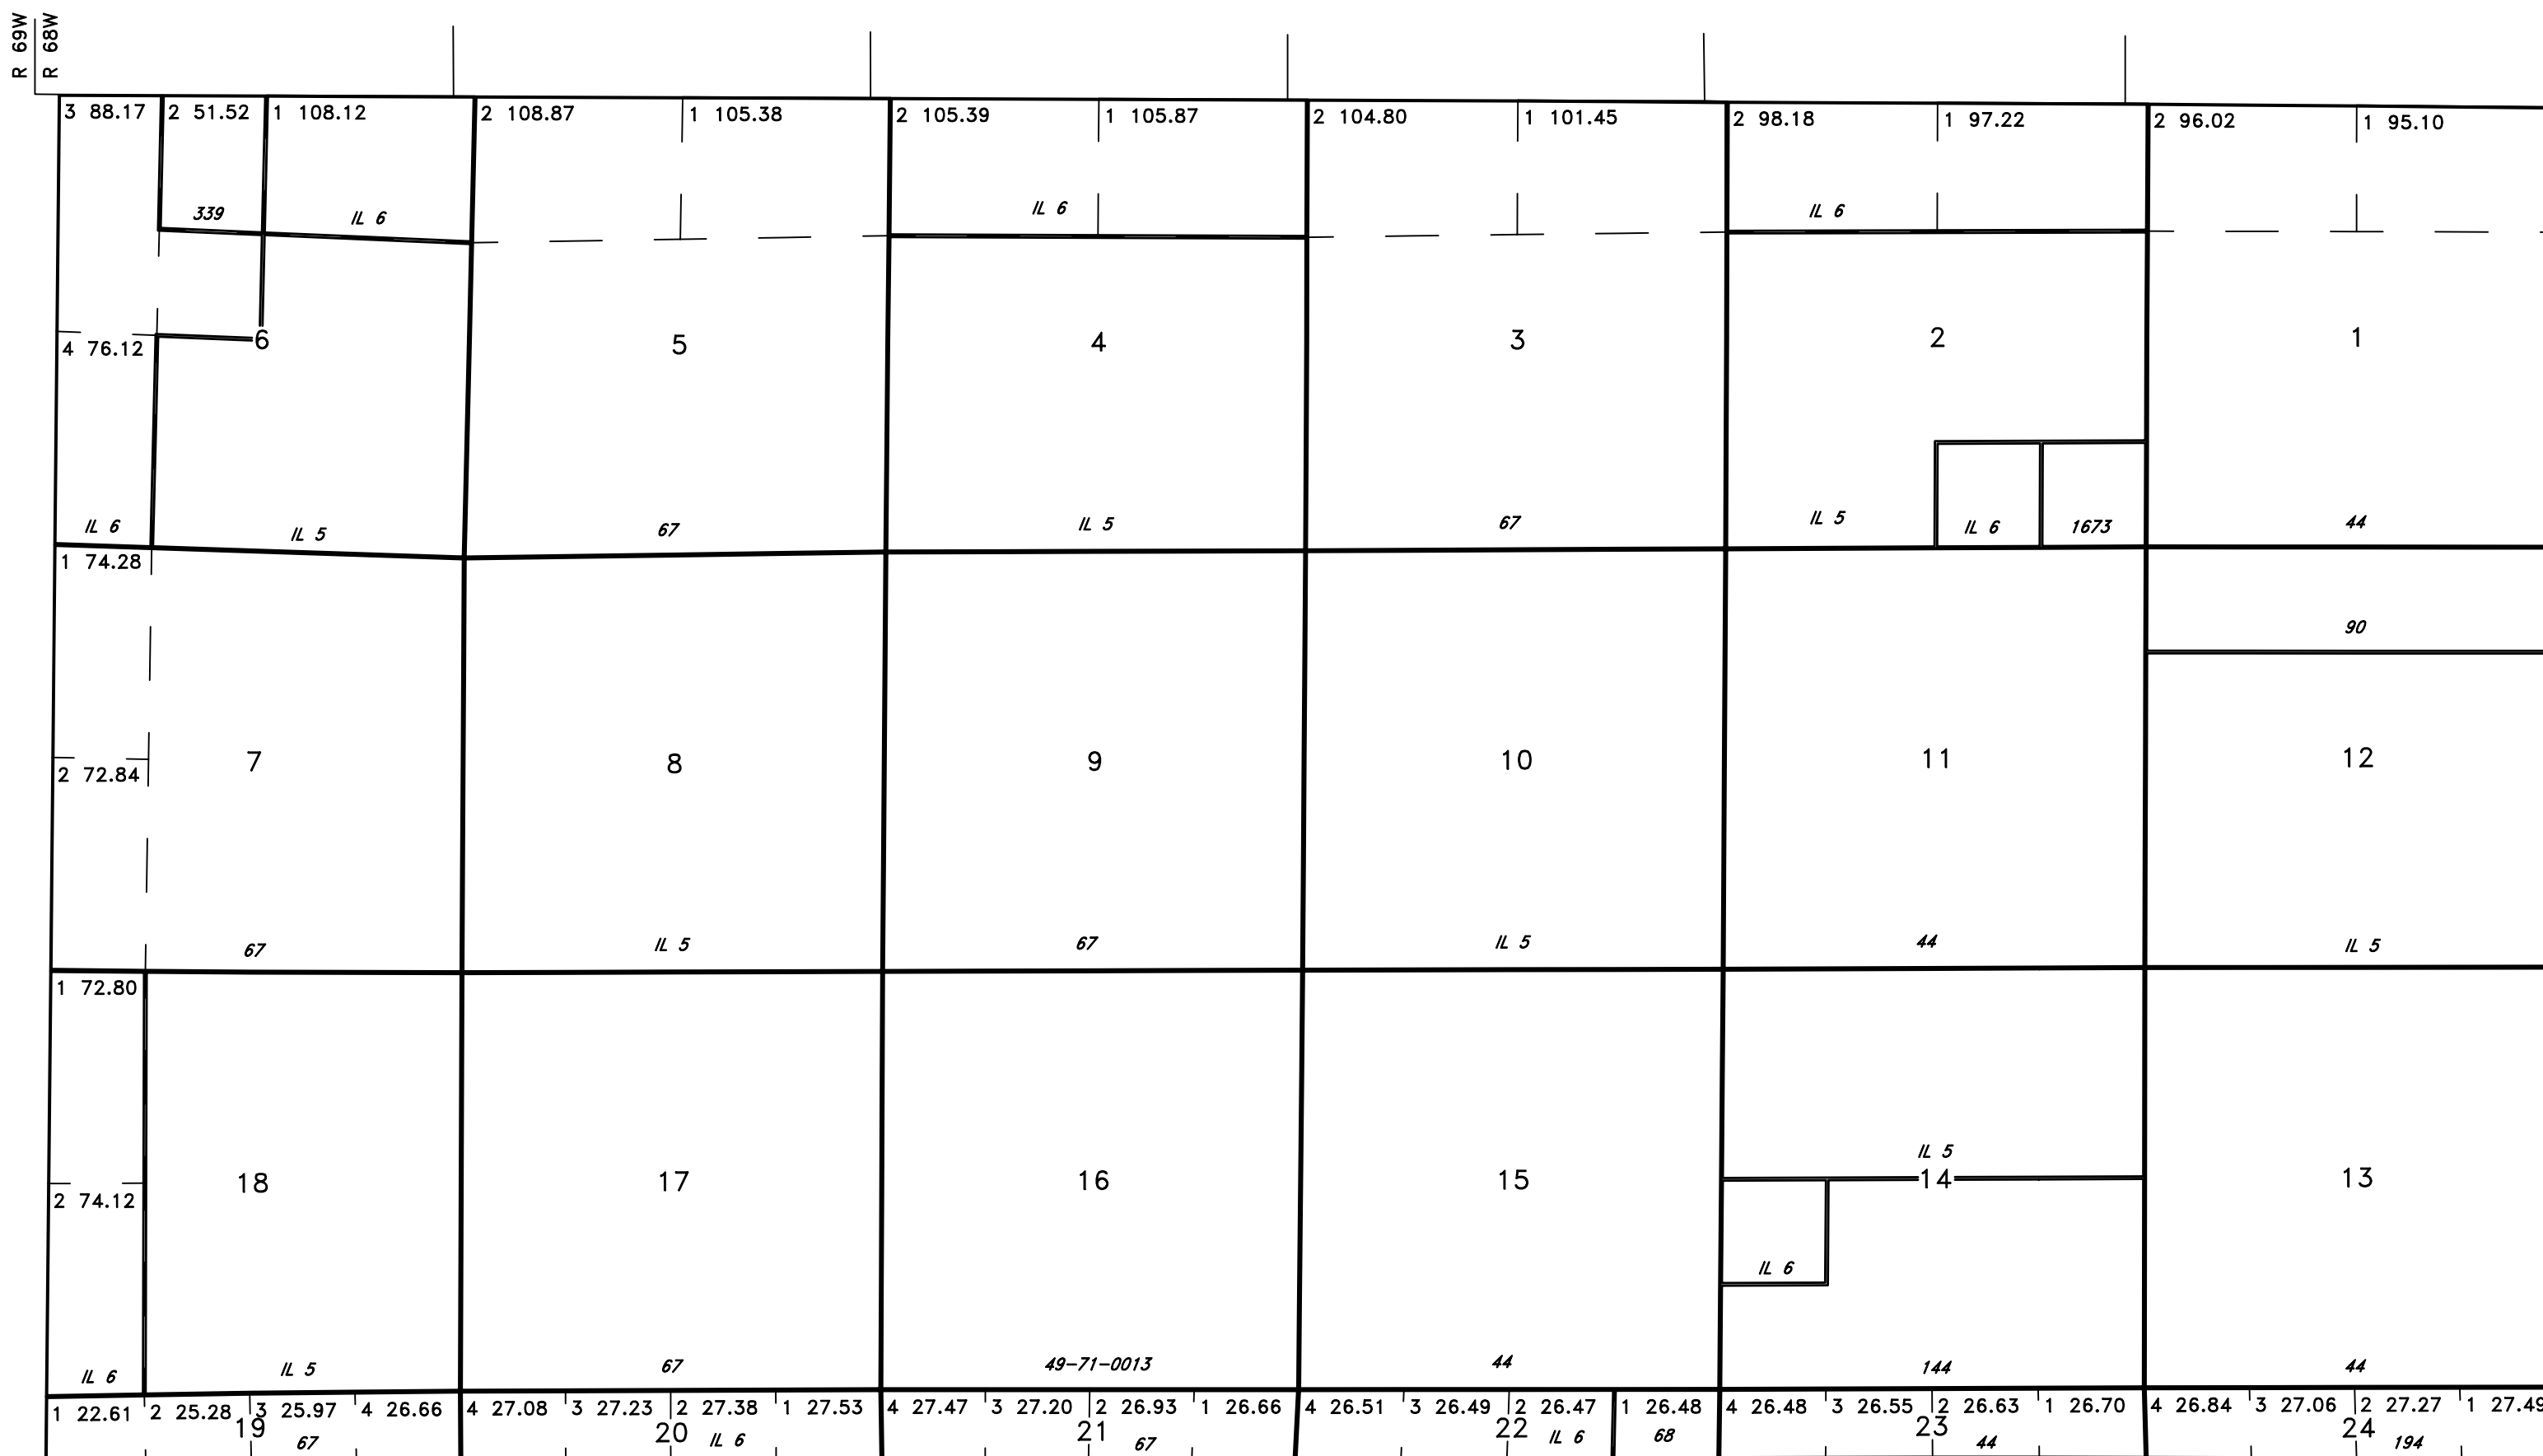 R 69W
R 68W
3 88.17 2 51.52 1 108.12 2 108.87 1 105.38 2 105.39 1 105.87 2 104.80 1 101.45 2 98.18 1 97.22 2 96.02 1 95.10
339 IL 6 IL 6 IL 6
4 76.12 6 5 4 3 2 1
IL 6 IL 5 67 IL 5 67 IL 5 IL 6 1673 44
1 74.28
90
2 72.84 7 8 9 10 11 12
67 IL 5 67 IL 5 44 IL 5
1 72.80
IL 5
2 74.12 18 17 16 15 14 13
IL 6
IL 6 IL 5 67 49-71-0013 44 144 44
1 22.61 2 25.28 3 25.97 4 26.66 4 27.08 3 27.23 2 27.38 1 27.53 4 27.47 3 27.20 2 26.93 1 26.66 4 26.51 3 26.49 2 26.47 1 26.48 4 26.48 3 26.55 2 26.63 1 26.70 4 26.84 3 27.06 2 27.27 1 27.49
19 67 20 IL 6 21 67 22 IL 6 68 23 44 24 194